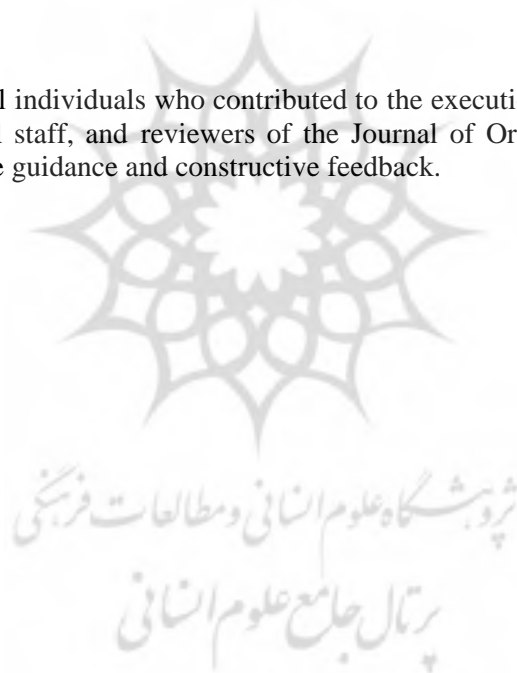 l individuals who contributed to the executi
l staff, and reviewers of the Journal of Or
e guidance and constructive feedback.
پژوهشگاه علوم انسانی و مطالعات فرهنگی
پرتال جامع علوم انسانی